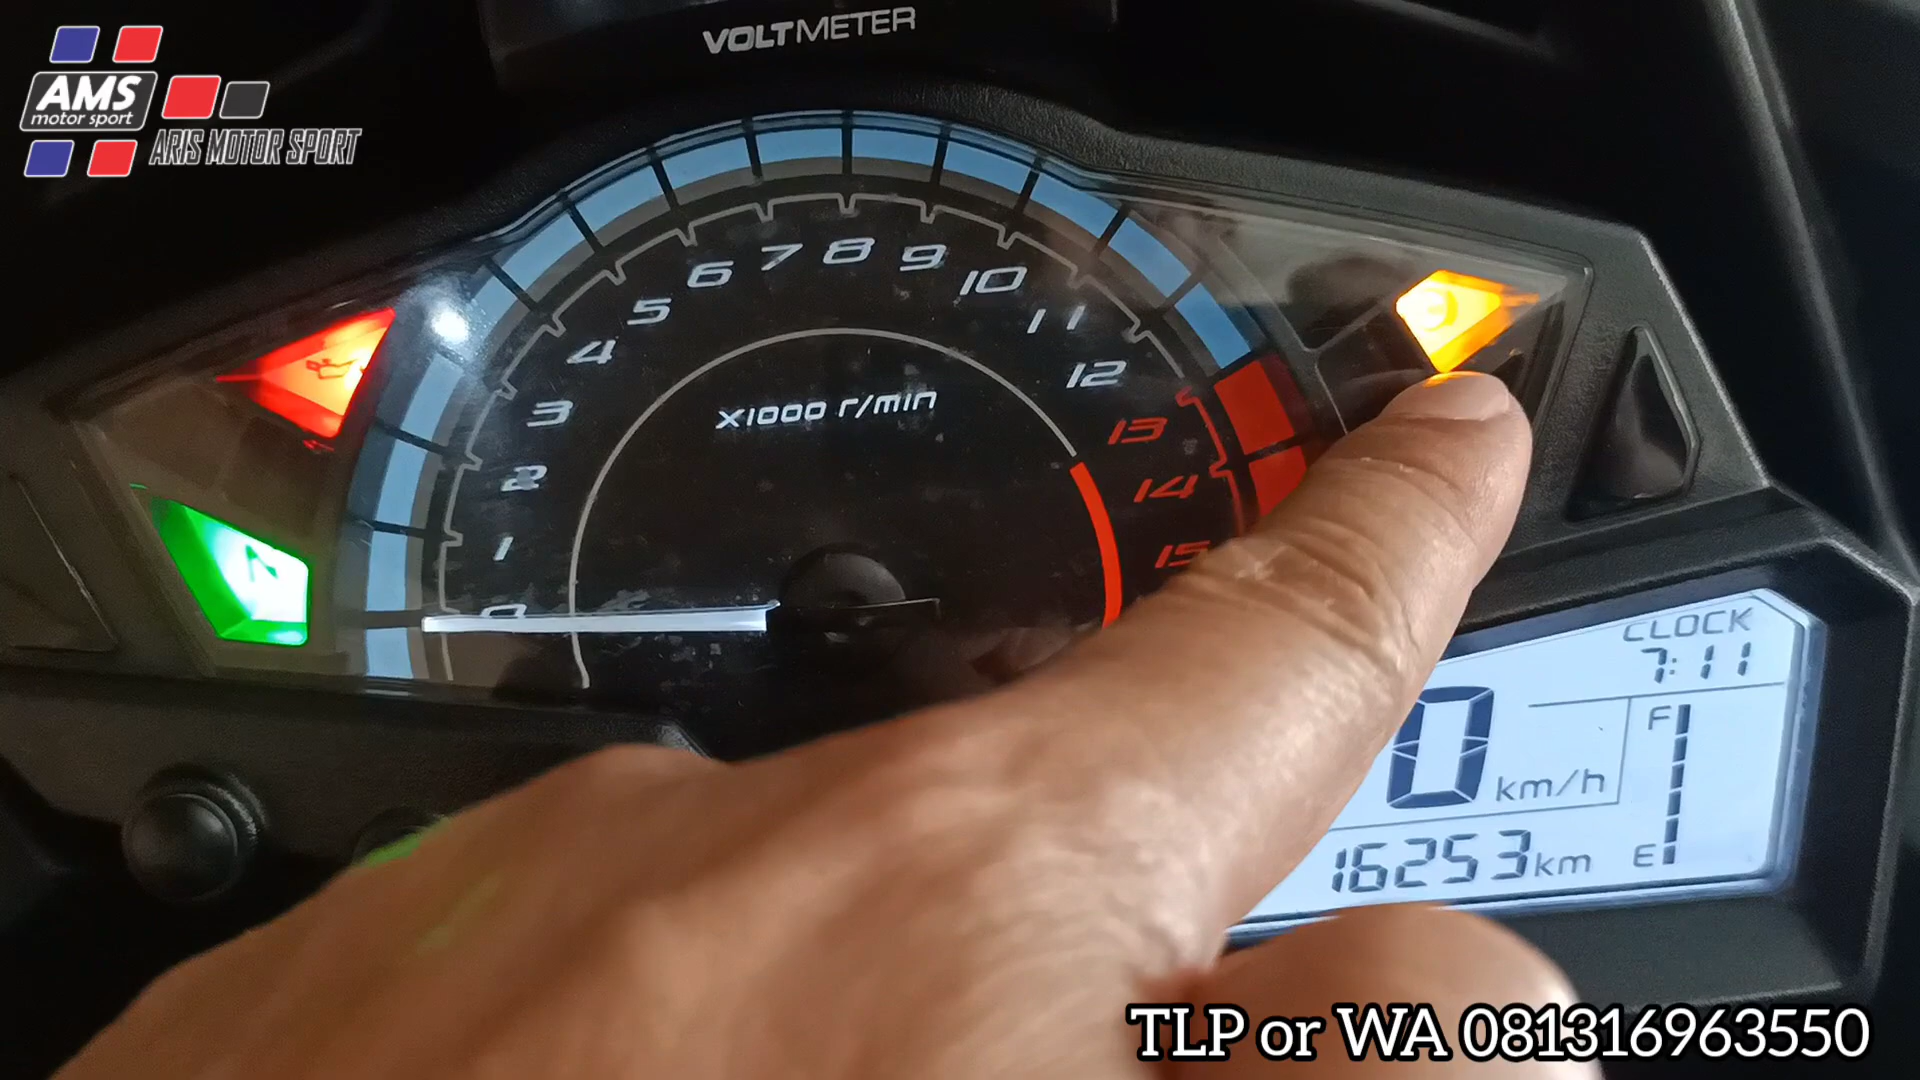 VOLTMETER
AMS
motor sport
ARIS MOTOR SPORT
0
1
2
3
4
5
6
7
8
9
10
11
12
13
14
15
X1000 r/min
N
CLOCK
7:11
F
0 km/h
E
16253km
TLP or WA 081316963550